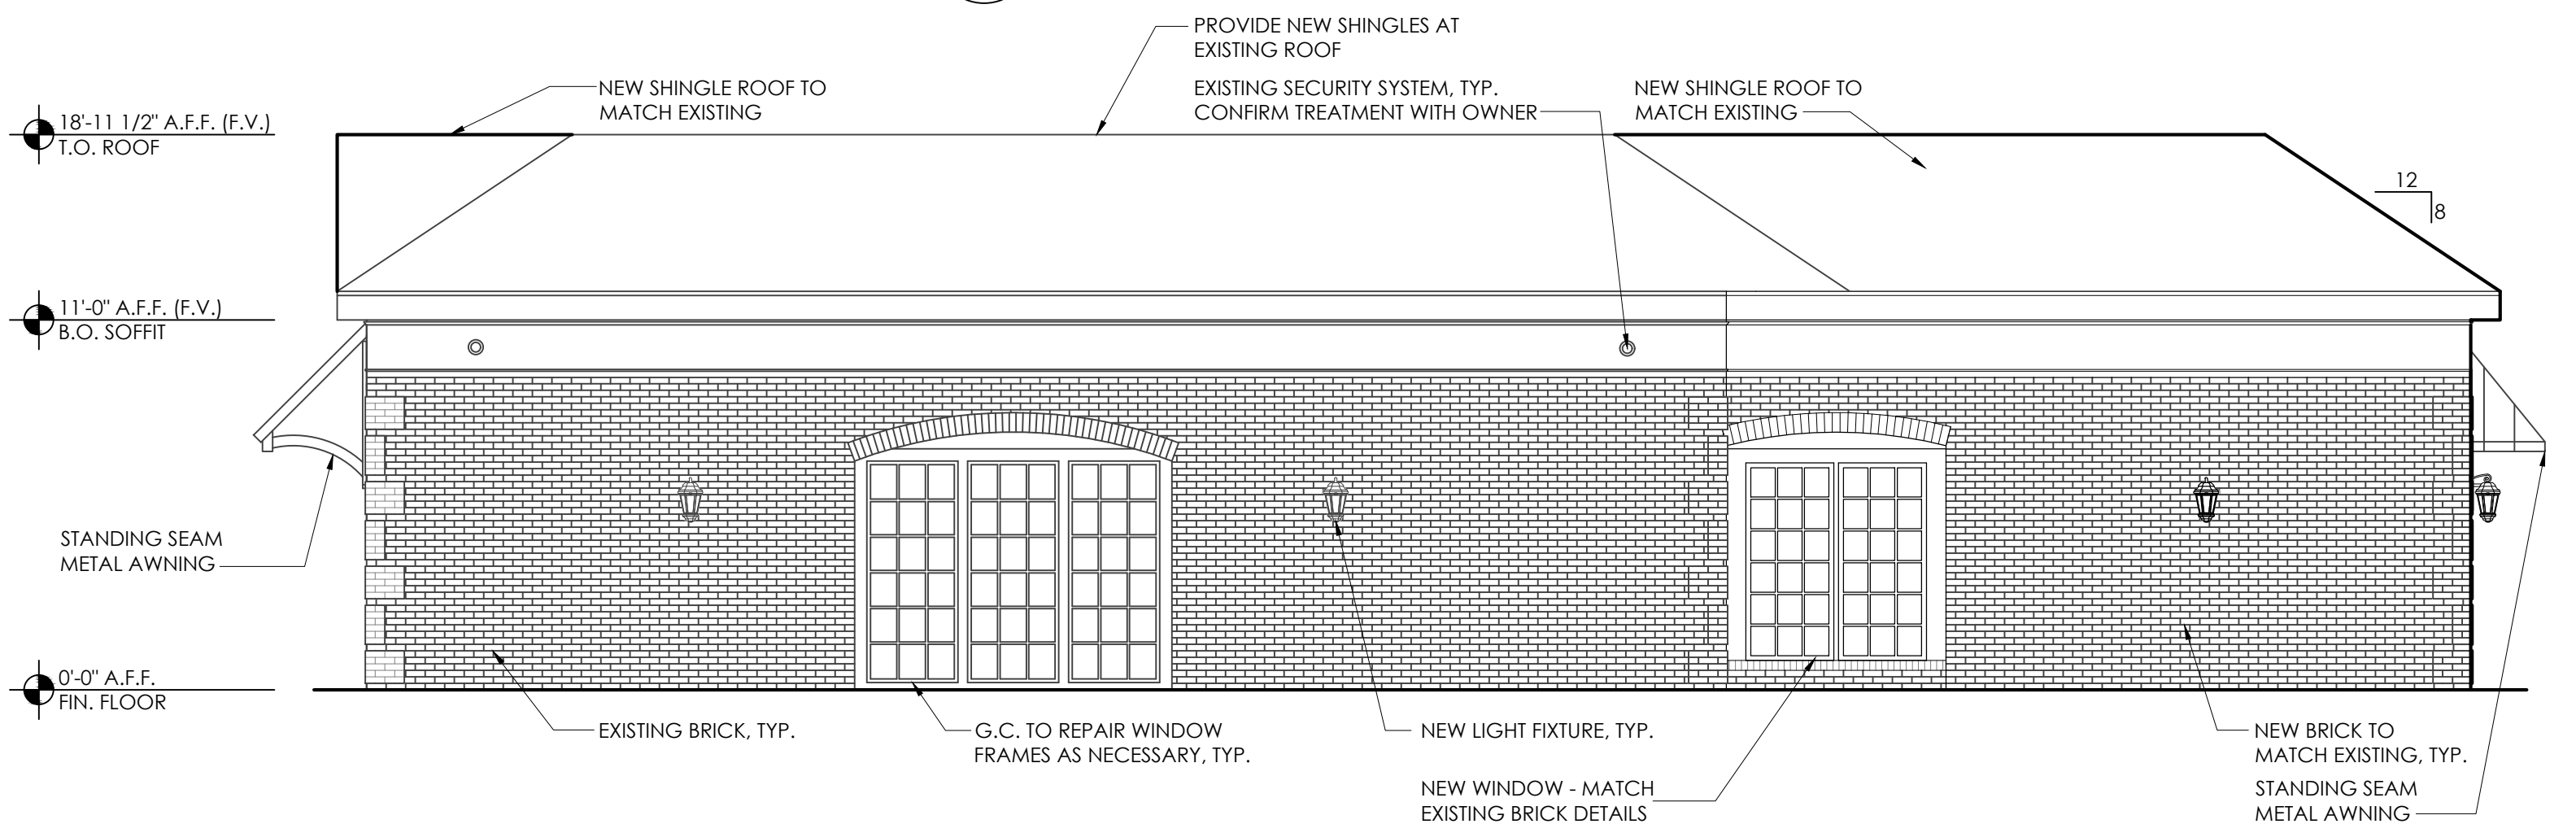 PROVIDE NEW SHINGLES AT
EXISTING ROOF
NEW SHINGLE ROOF TO
MATCH EXISTING
EXISTING SECURITY SYSTEM, TYP.
CONFIRM TREATMENT WITH OWNER
NEW SHINGLE ROOF TO
MATCH EXISTING
18'-11 1/2" A.F.F. (F.V.)
T.O. ROOF
12
8
11'-0" A.F.F. (F.V.)
B.O. SOFFIT
STANDING SEAM
METAL AWNING
0'-0" A.F.F.
FIN. FLOOR
EXISTING BRICK, TYP.
G.C. TO REPAIR WINDOW
FRAMES AS NECESSARY, TYP.
NEW LIGHT FIXTURE, TYP.
NEW WINDOW - MATCH
EXISTING BRICK DETAILS
NEW BRICK TO
MATCH EXISTING, TYP.
STANDING SEAM
METAL AWNING